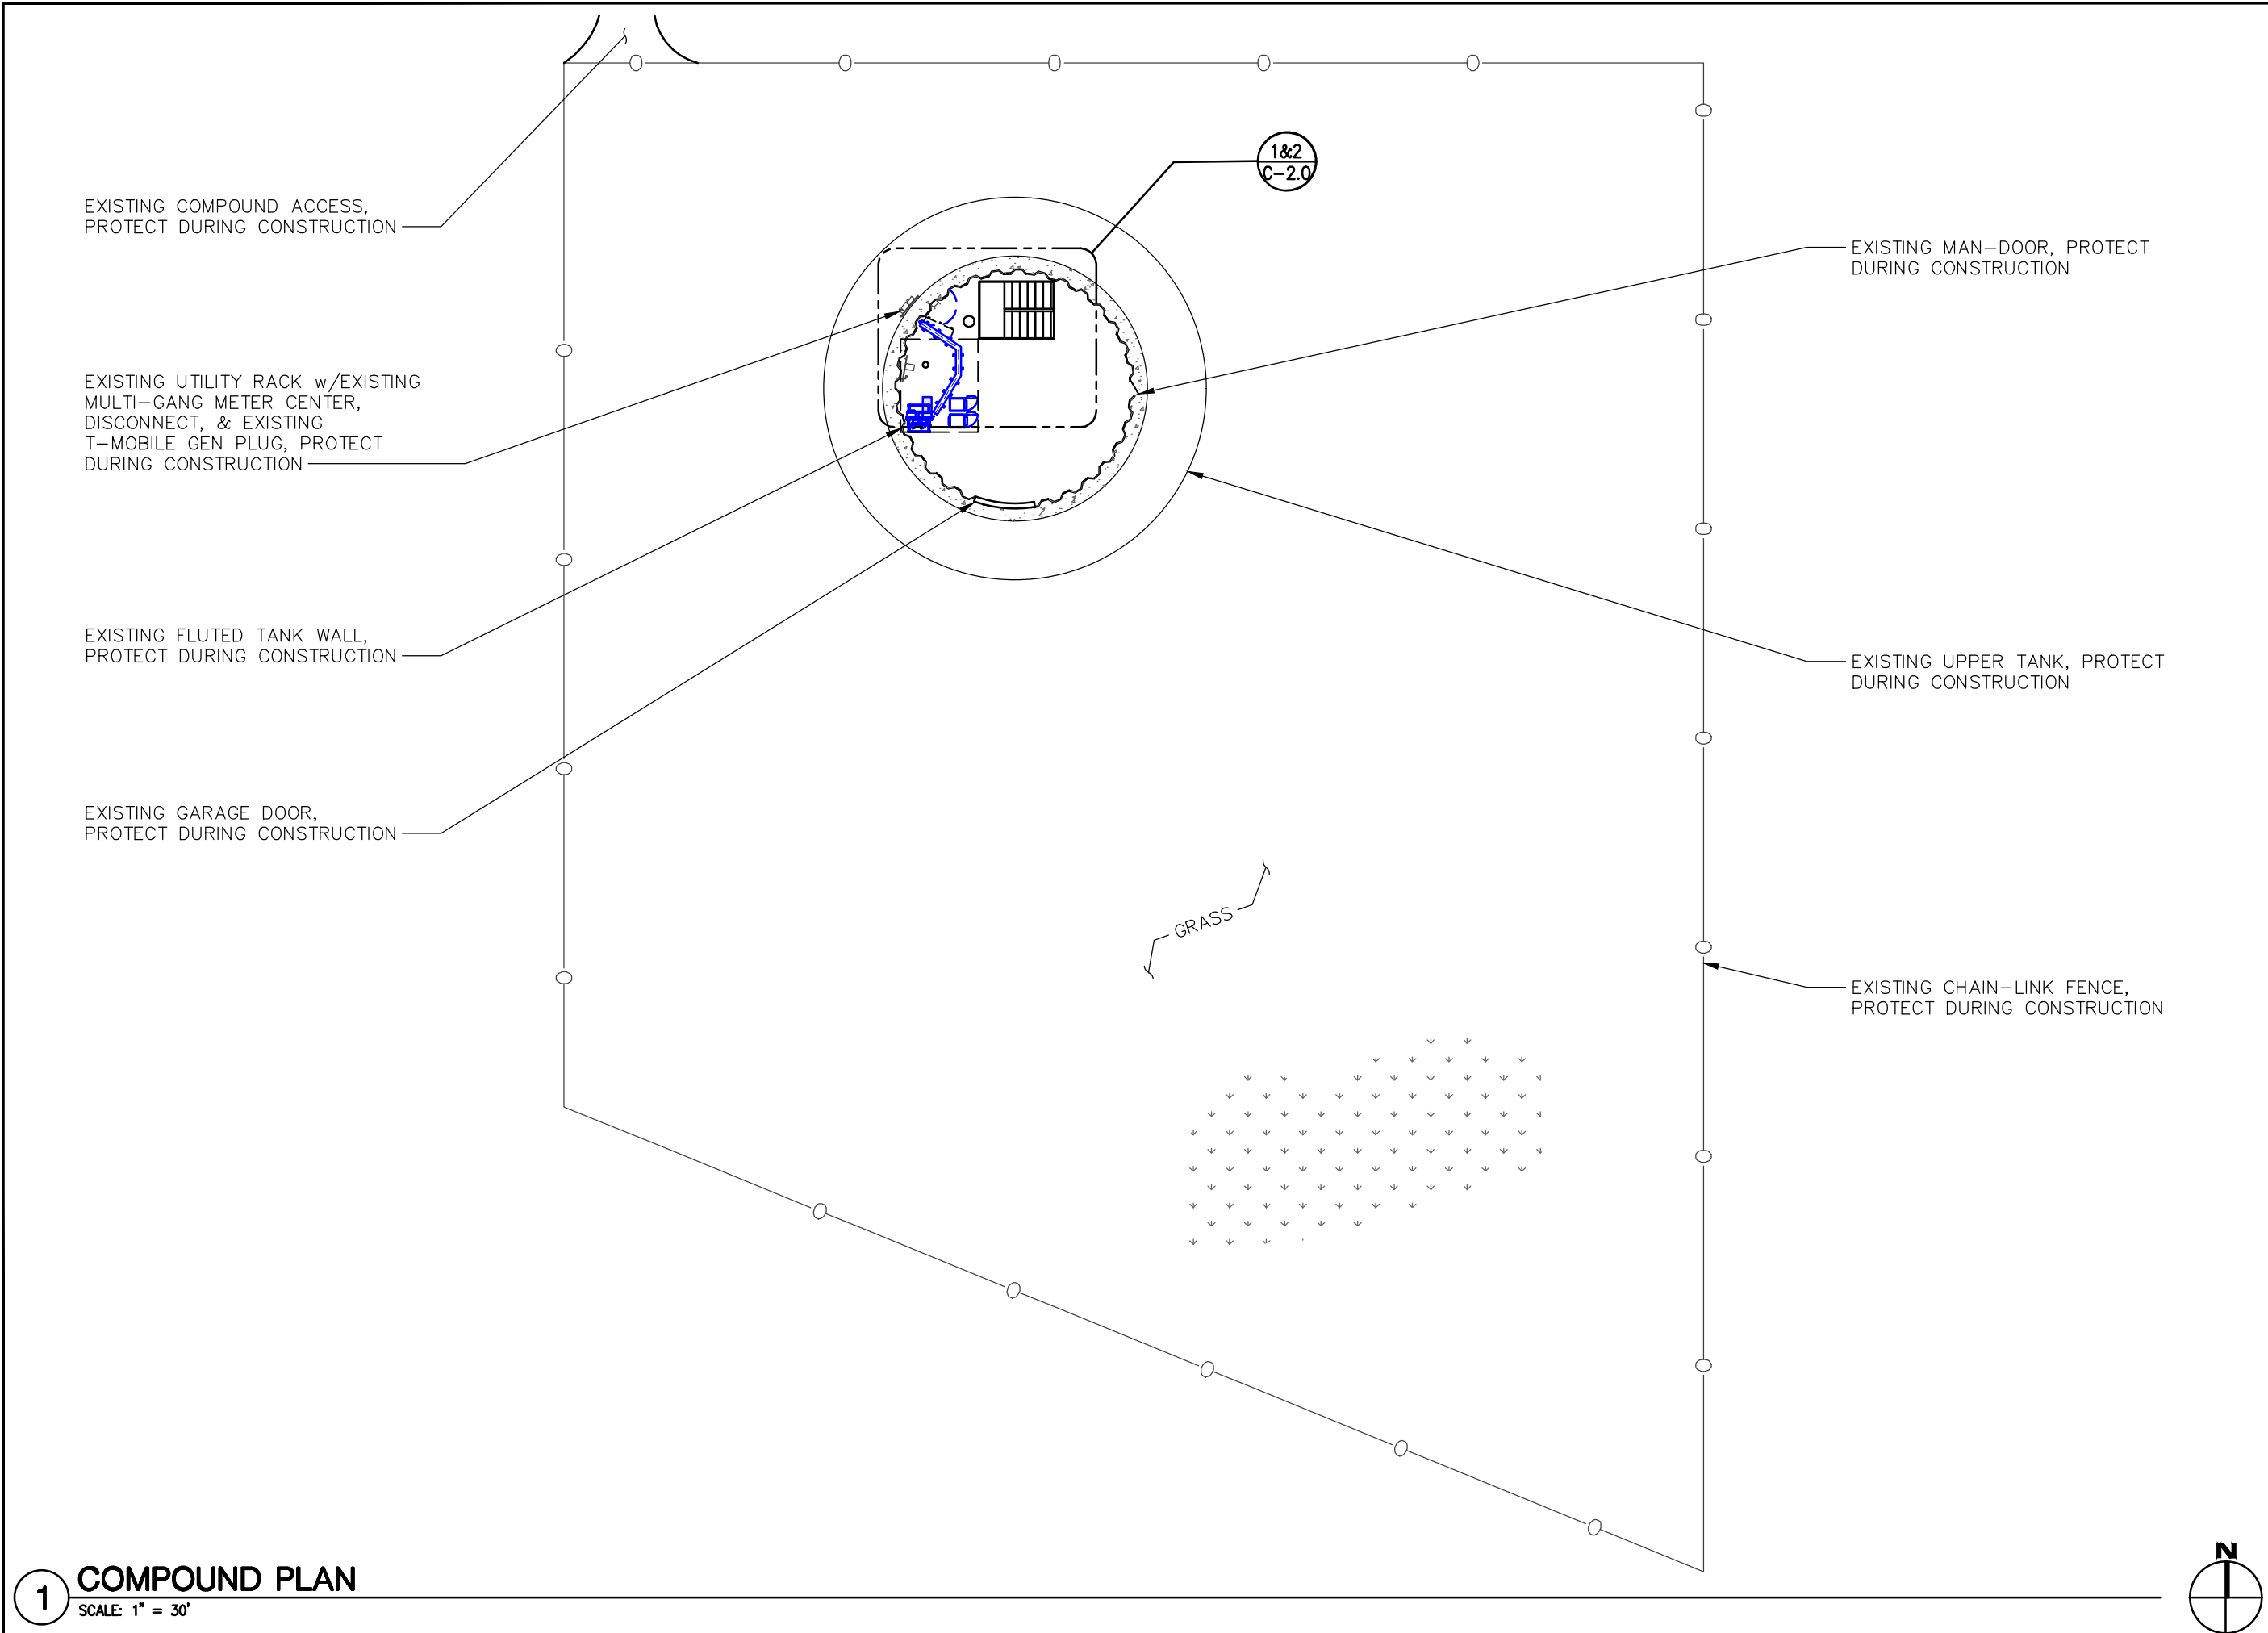 EXISTING COMPOUND ACCESS,
PROTECT DURING CONSTRUCTION
1&2
C-2.0
EXISTING MAN-DOOR, PROTECT
DURING CONSTRUCTION
EXISTING UTILITY RACK w/EXISTING
MULTI-GANG METER CENTER,
DISCONNECT, & EXISTING
T-MOBILE GEN PLUG, PROTECT
DURING CONSTRUCTION
EXISTING FLUTED TANK WALL,
PROTECT DURING CONSTRUCTION
EXISTING UPPER TANK, PROTECT
DURING CONSTRUCTION
EXISTING GARAGE DOOR,
PROTECT DURING CONSTRUCTION
GRASS
EXISTING CHAIN-LINK FENCE,
PROTECT DURING CONSTRUCTION
1
COMPOUND PLAN
SCALE: 1" = 30'
N